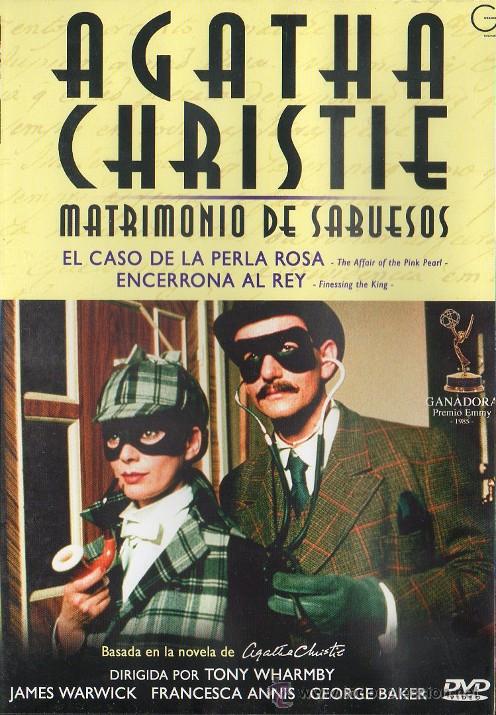 AGATHA
CHRISTIE
MATRIMONIO DE SABUESOS
EL CASO DE LA PERLA ROSA - The Affair of the Pink Pearl -
ENCERRONA AL REY - Finessing the King -
GANADORA
Premio Emmy
- 1985 -
Basada en la novela de Agatha Christie
DIRIGIDA POR TONY WHARMBY
JAMES WARWICK FRANCESCA ANNIS GEORGE BAKER
DVD
VIDEO